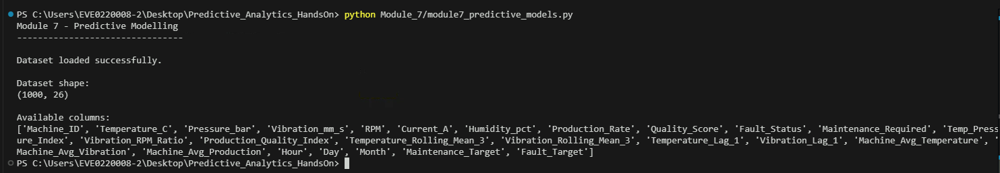 PS C:\Users\EVE0220008-2\Desktop\Predictive_Analytics_HandsOn> python Module_7/module7_predictive_models.py
Module 7 - Predictive Modelling
--------------------------------
Dataset loaded successfully.
Dataset shape:
(1000, 26)
Available columns:
['Machine_ID', 'Temperature_C', 'Pressure_bar', 'Vibration_mm_s', 'RPM', 'Current_A', 'Humidity_pct', 'Production_Rate', 'Quality_Score', 'Fault_Status', 'Maintenance_Required', 'Temp_Press
ure_Index', 'Vibration_RPM_Ratio', 'Production_Quality_Index', 'Temperature_Rolling_Mean_3', 'Vibration_Rolling_Mean_3', 'Temperature_Lag_1', 'Vibration_Lag_1', 'Machine_Avg_Temperature', '
Machine_Avg_Vibration', 'Machine_Avg_Production', 'Hour', 'Day', 'Month', 'Maintenance_Target', 'Fault_Target']
PS C:\Users\EVE0220008-2\Desktop\Predictive_Analytics_HandsOn>